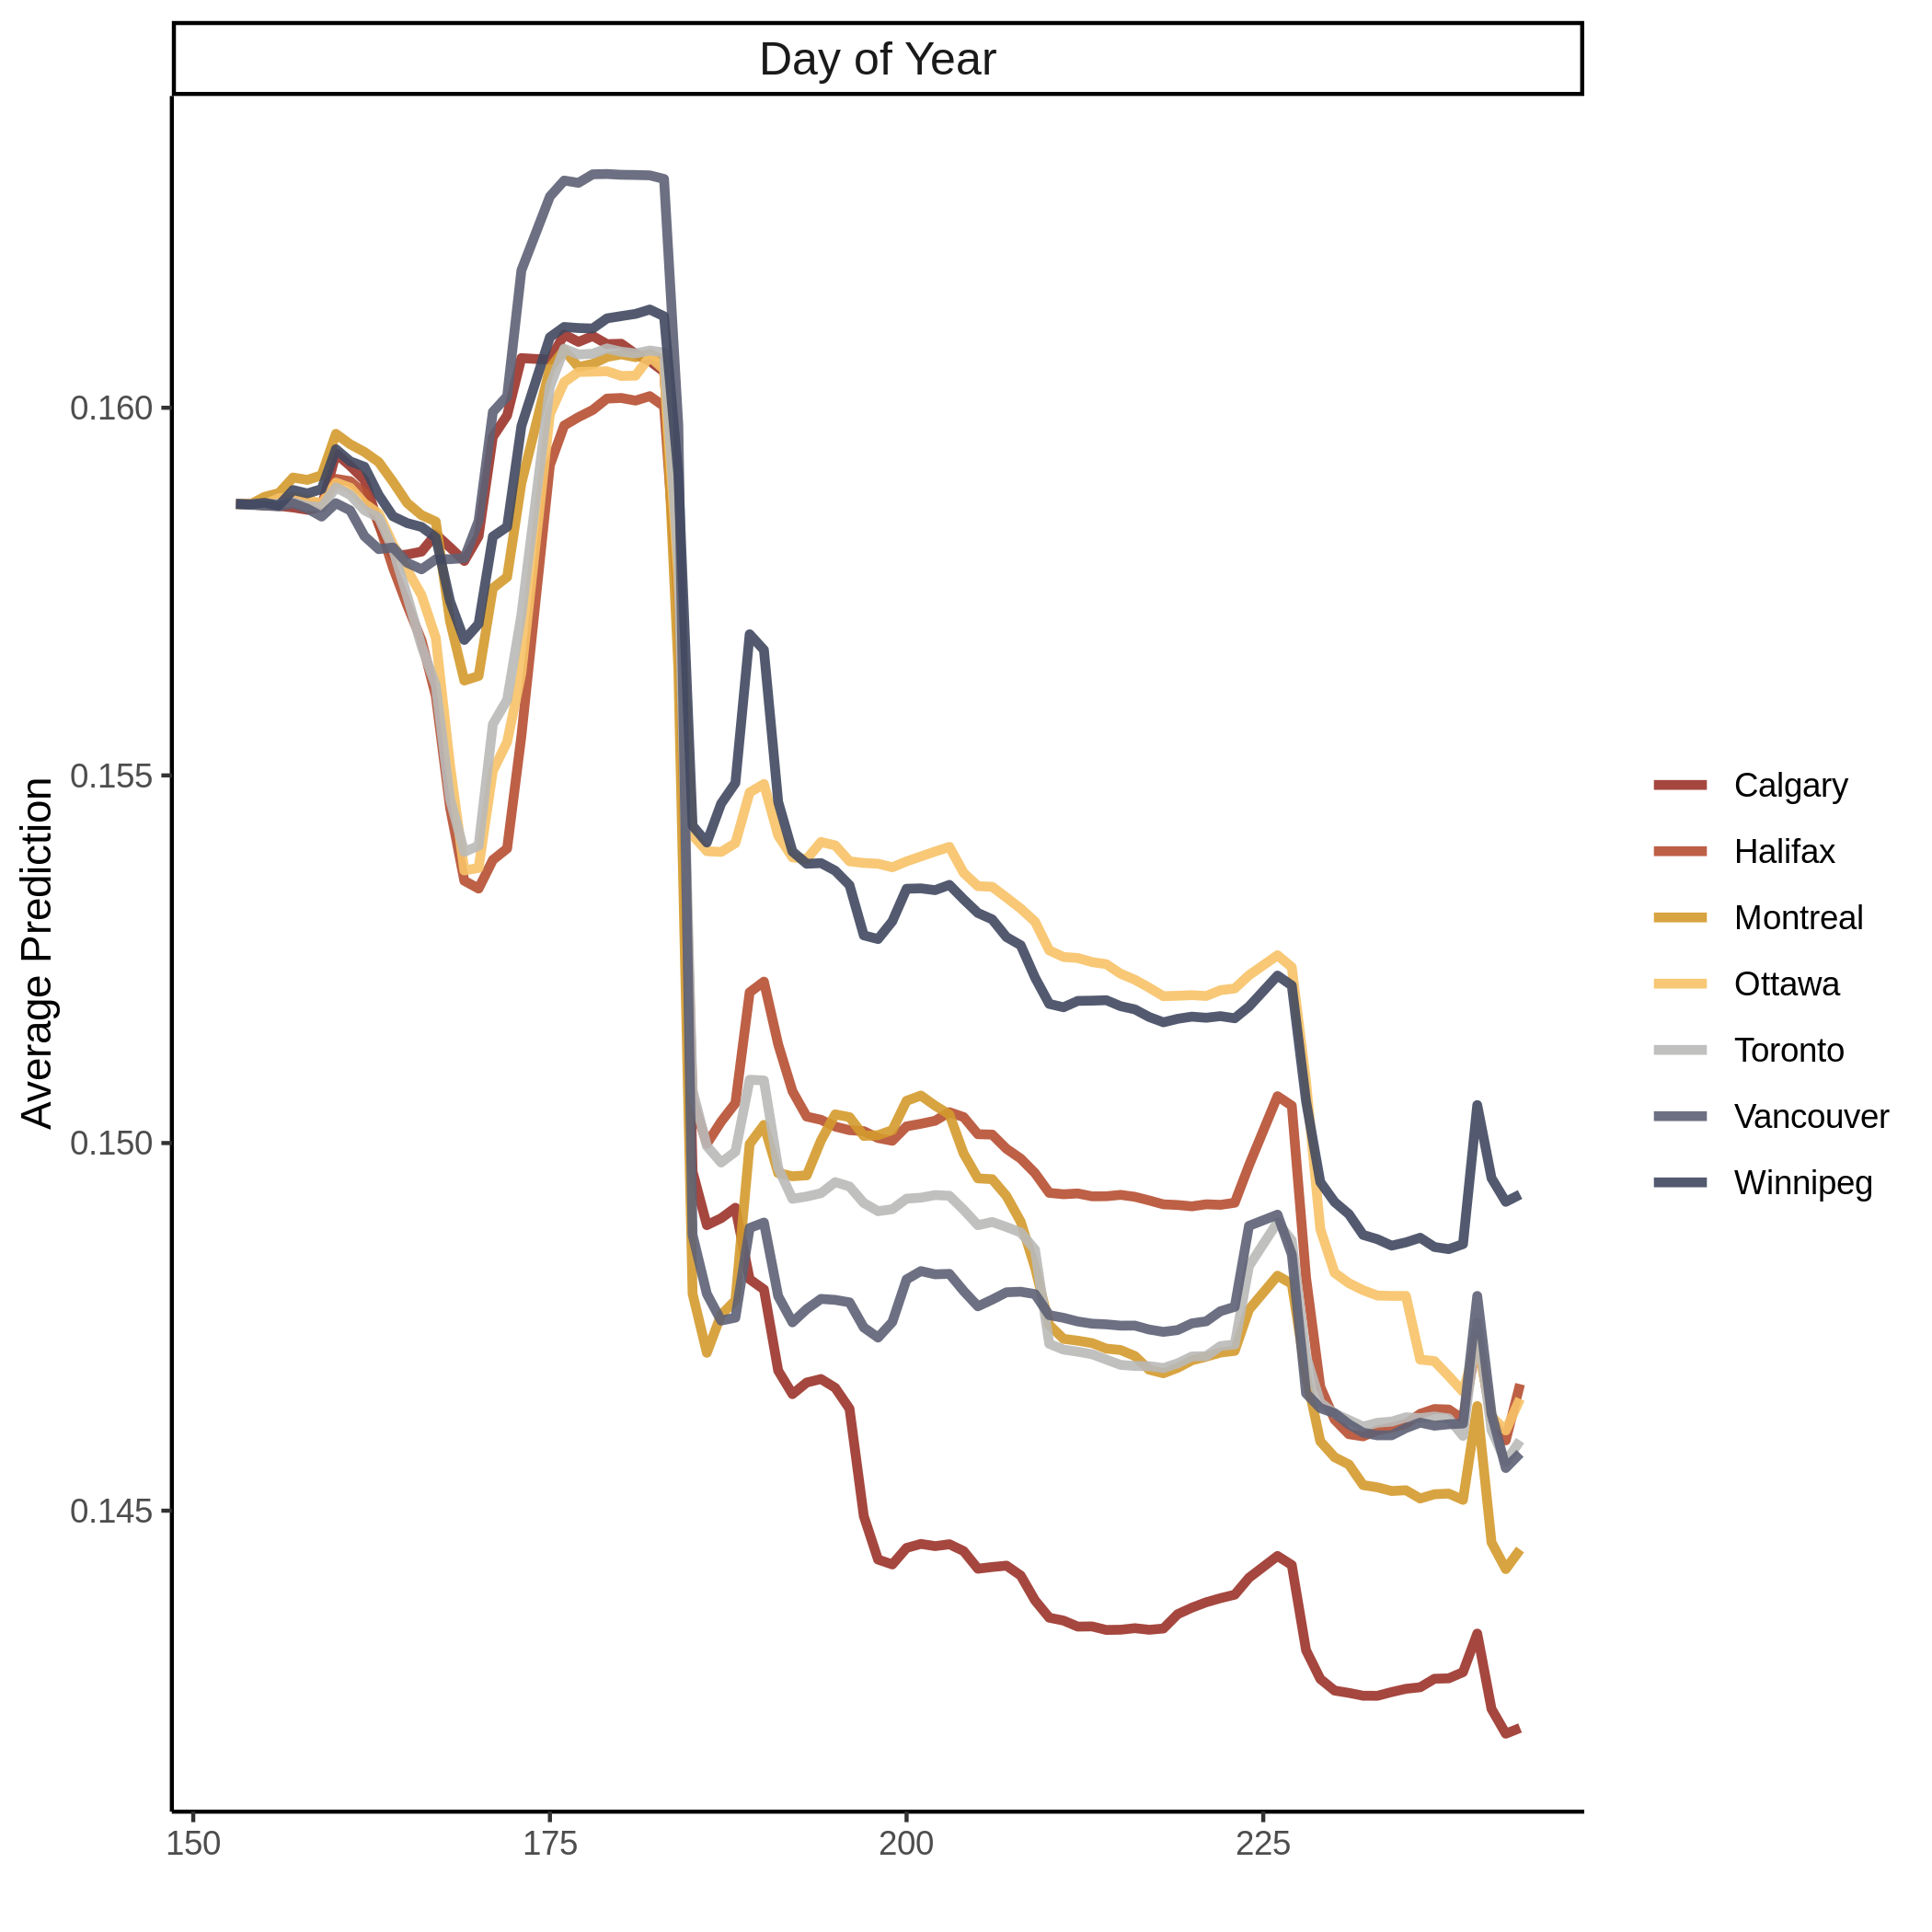 Day of Year
Average Prediction
0.160
0.155
0.150
0.145
150
175
200
225
Calgary
Halifax
Montreal
Ottawa
Toronto
Vancouver
Winnipeg